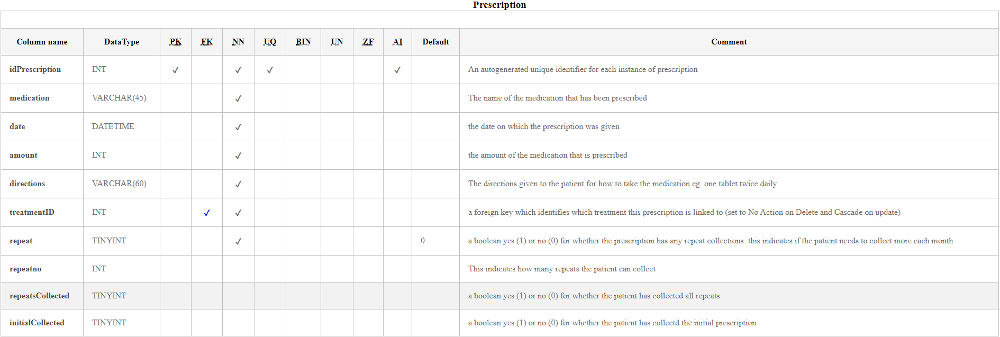 Prescription
Column name DataType PK FK NN UQ BIN UN ZF AI Default Comment
idPrescription INT ✓ ✓ ✓ ✓ An autogenerated unique identifier for each instance of prescription
medication VARCHAR(45) ✓ The name of the medication that has been prescribed
date DATETIME ✓ the date on which the prescription was given
amount INT ✓ the amount of the medication that is prescribed
directions VARCHAR(60) ✓ The directions given to the patient for how to take the medication eg. one tablet twice daily
treatmentID INT ✓ ✓ a foreign key which identifies which treatment this prescription is linked to (set to No Action on Delete and Cascade on update)
repeat TINYINT ✓ 0 a boolean yes (1) or no (0) for whether the prescription has any repeat collections. this indicates if the patient needs to collect more each month
repeatno INT This indicates how many repeats the patient can collect
repeatsCollected TINYINT a boolean yes (1) or no (0) for whether the patient has collected all repeats
initialCollected TINYINT a boolean yes (1) or no (0) for whether the patient has collectd the initial prescription